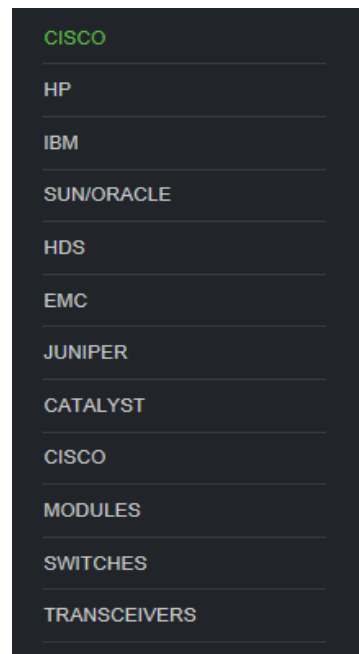 CISCO
HP
IBM
SUN/ORACLE
HDS
EMC
JUNIPER
CATALYST
CISCO
MODULES
SWITCHES
TRANSCEIVERS